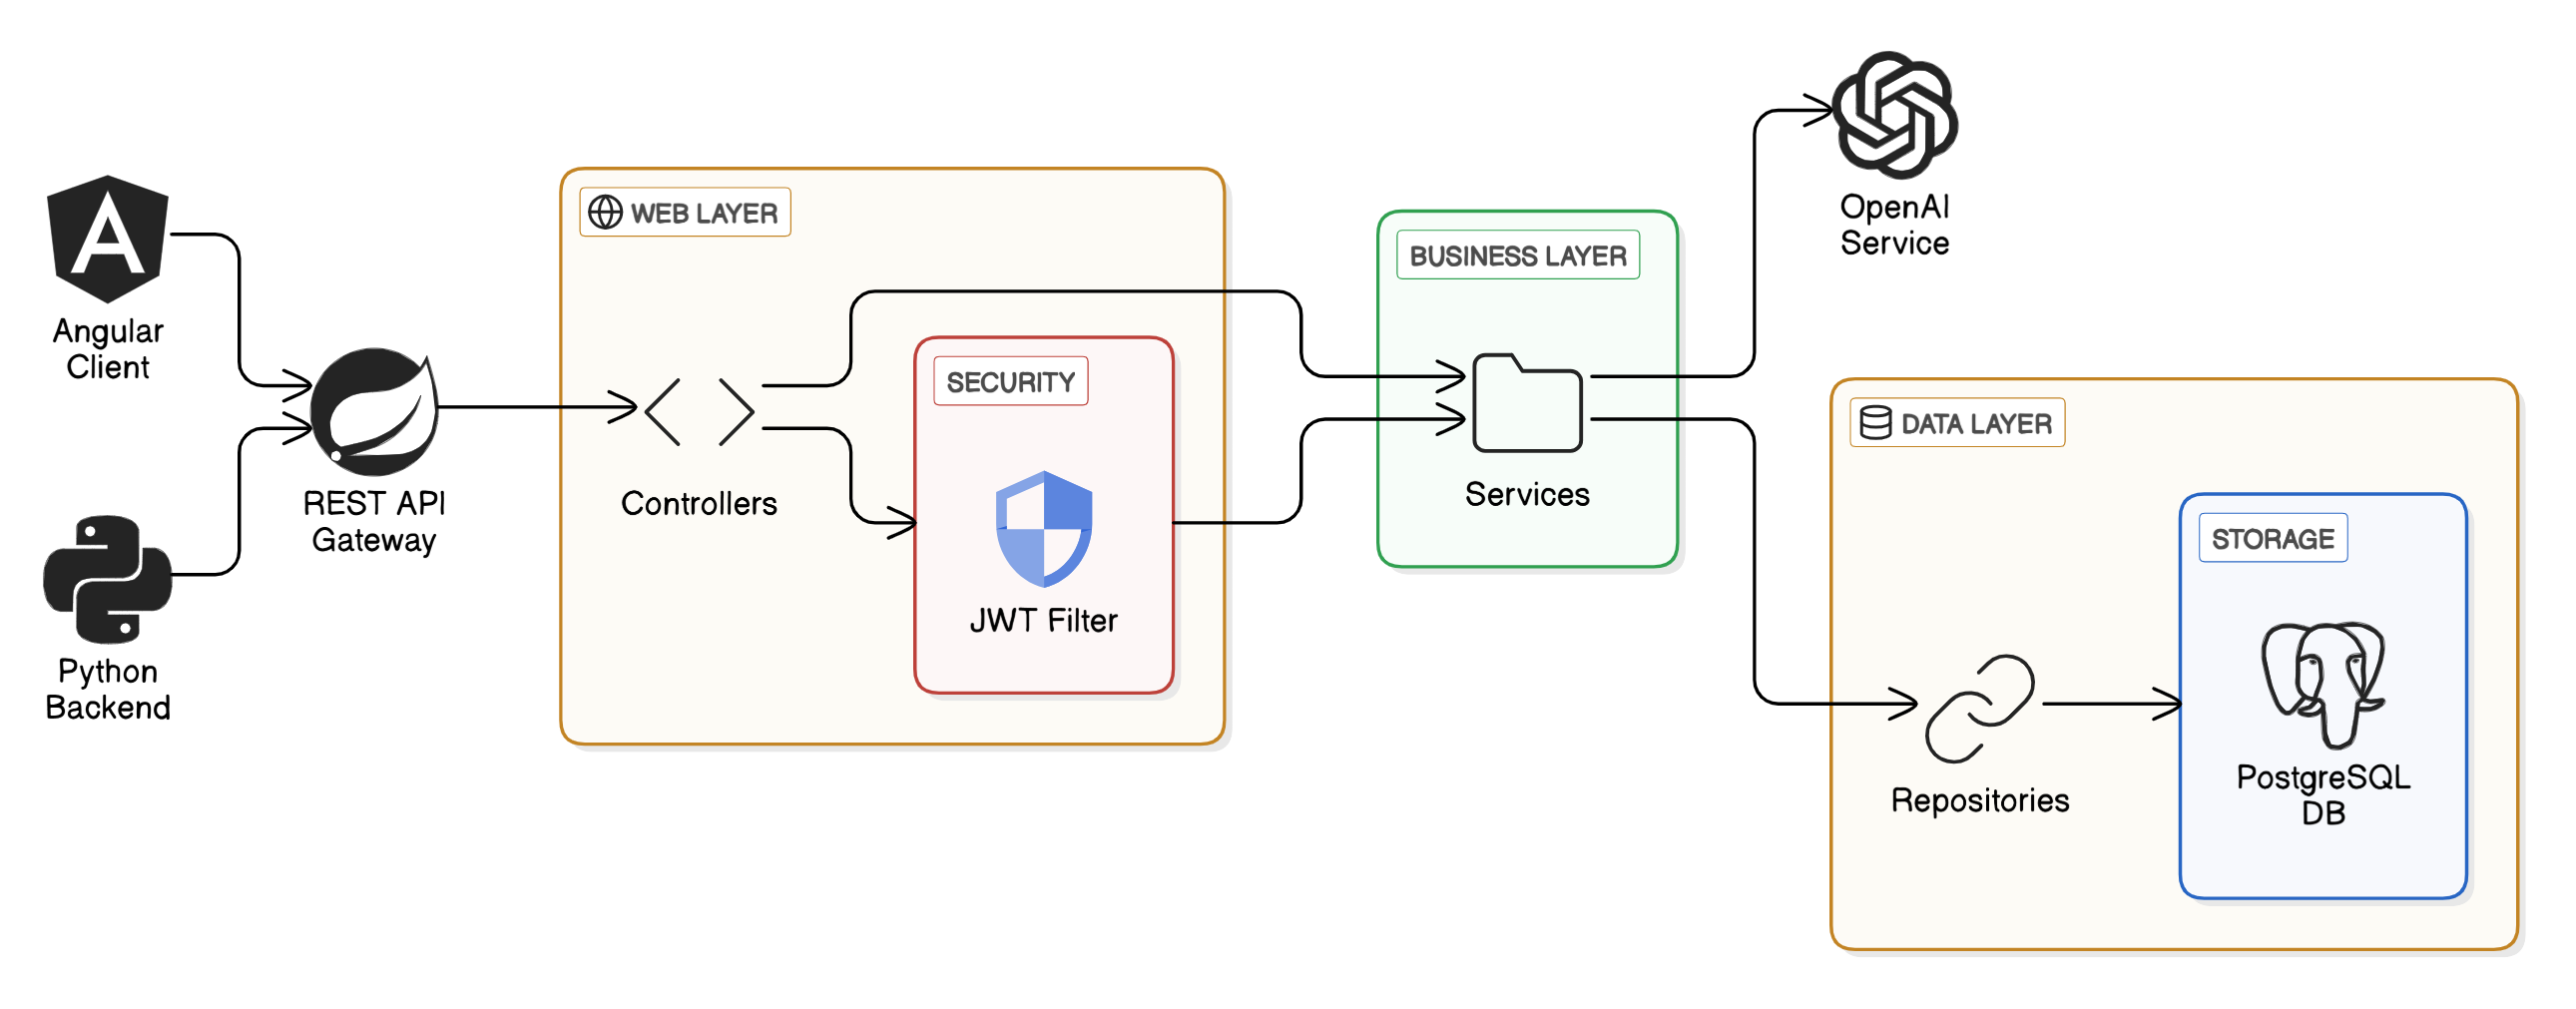 Angular
Client
Python
Backend
REST API
Gateway
WEB LAYER
Controllers
SECURITY
JWT Filter
BUSINESS LAYER
Services
OpenAI
Service
DATA LAYER
Repositories
STORAGE
PostgreSQL
DB